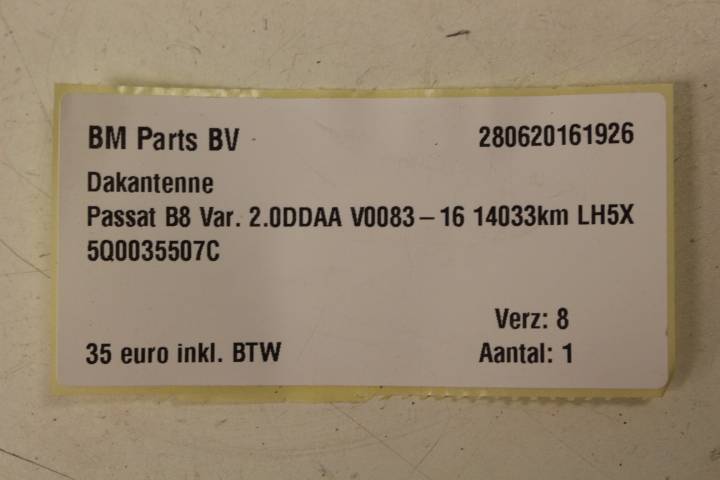 BM Parts BV 280620161926
Dakantenne
Passat B8 Var. 2.0DDAA V0083-16 14033km LH5X
5Q0035507C
Verz: 8
35 euro inkl. BTW Aantal: 1